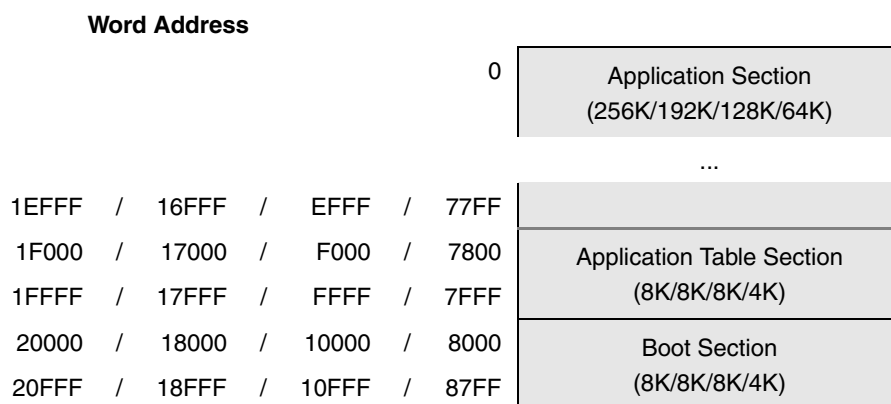 Word Address
0
Application Section
(256K/192K/128K/64K)
...
1EFFF / 16FFF / EFFF / 77FF
1F000 / 17000 / F000 / 7800
Application Table Section
1FFFF / 17FFF / FFFF / 7FFF
(8K/8K/8K/4K)
20000 / 18000 / 10000 / 8000
Boot Section
20FFF / 18FFF / 10FFF / 87FF
(8K/8K/8K/4K)